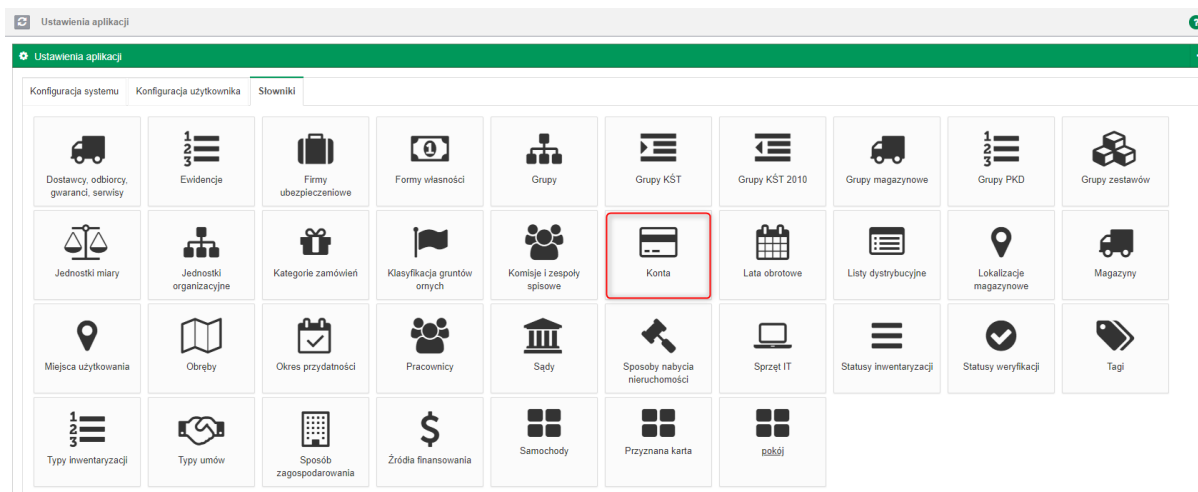 Ustawienia aplikacji
Ustawienia aplikacji
Konfiguracja systemu Konfiguracja użytkownika Słowniki
Dostawcy, odbiorcy,
gwaranci, serwisy
Ewidencje
Firmy
ubezpieczeniowe
Formy własności
Grupy
Grupy KŚT
Grupy KŚT 2010
Grupy magazynowe
Grupy PKD
Grupy zestawów
Jednostki miary
Jednostki
organizacyjne
Kategorie zamówień
Klasyfikacja gruntów
ornych
Komisje i zespoły
spisowe
Konta
Lata obrotowe
Listy dystrybucyjne
Lokalizacje
magazynowe
Magazyny
Miejsca użytkowania
Obręby
Okres przydatności
Pracownicy
Sądy
Sposoby nabycia
nieruchomości
Sprzęt IT
Statusy inwentaryzacji
Statusy weryfikacji
Tagi
Typy inwentaryzacji
Typy umów
Sposób
zagospodarowania
Źródła finansowania
Samochody
Przyznana karta
pokój